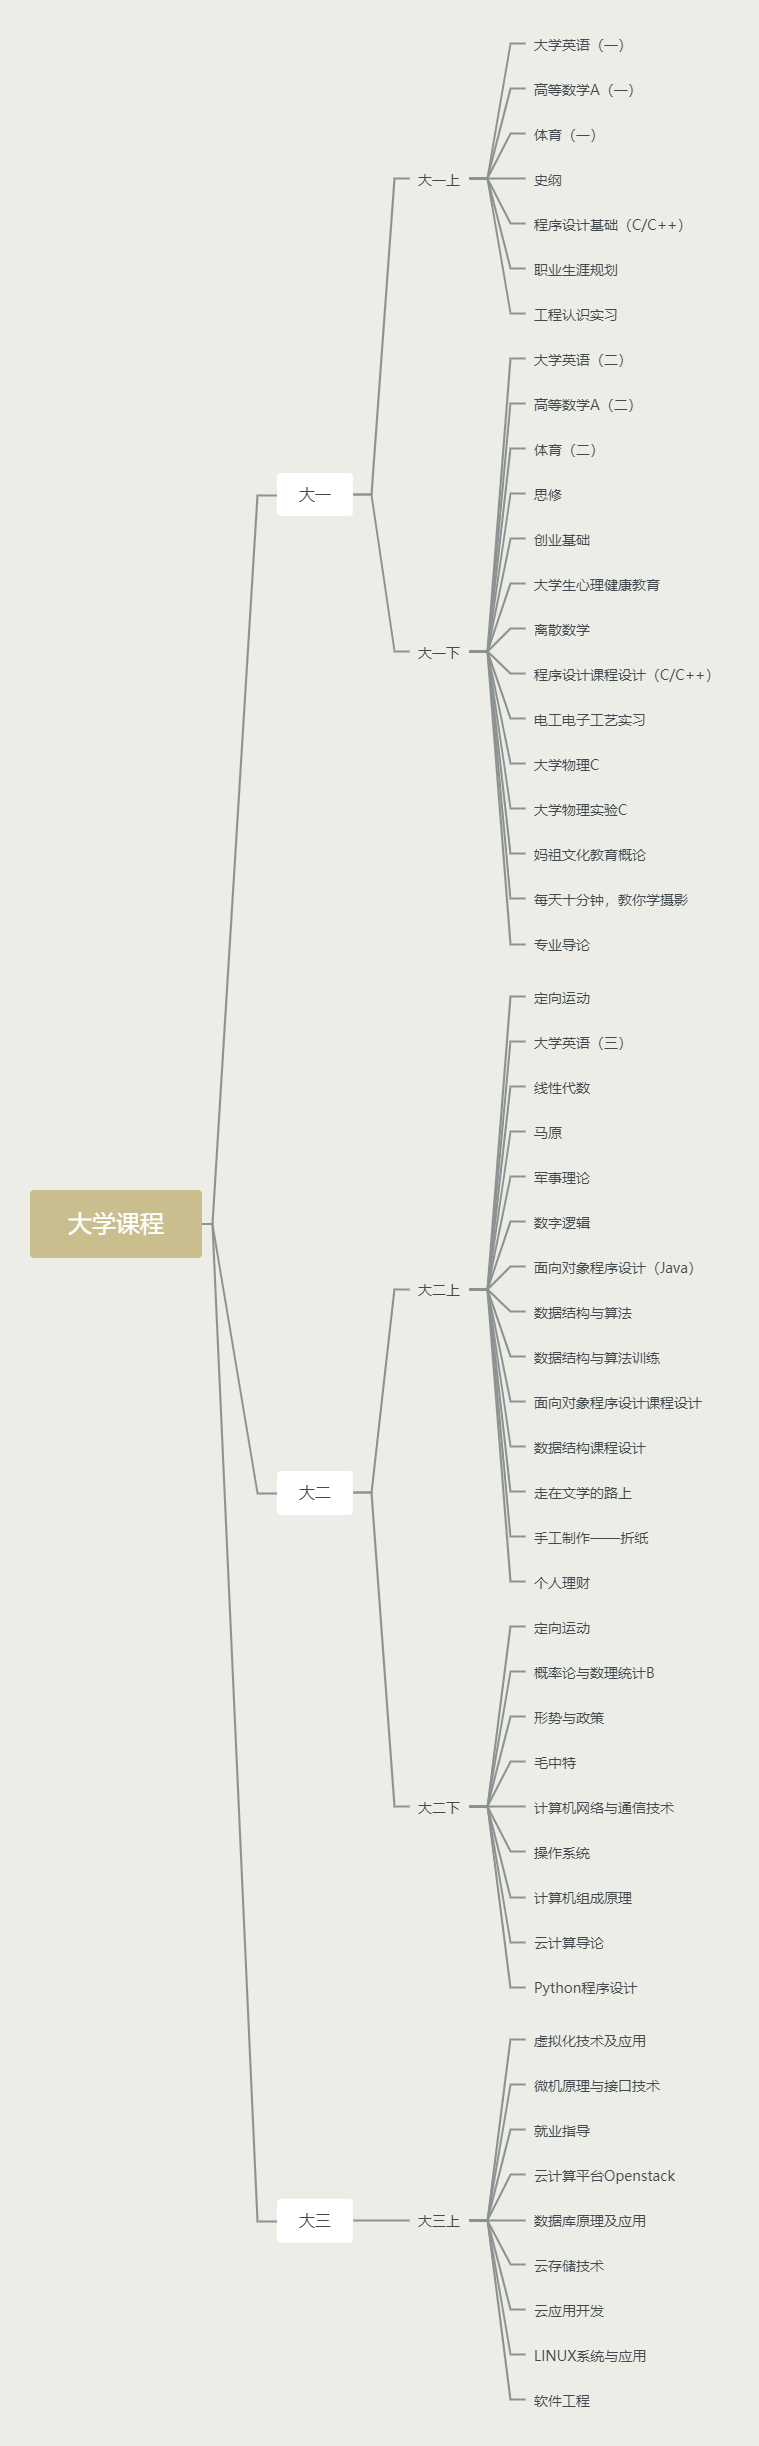 大学课程
大一
大一上
大学英语（一）
高等数学A（一）
体育（一）
史纲
程序设计基础（C/C++）
职业生涯规划
工程认识实习
大一下
大学英语（二）
高等数学A（二）
体育（二）
思修
创业基础
大学生心理健康教育
离散数学
程序设计课程设计（C/C++）
电工电子工艺实习
大学物理C
大学物理实验C
妈祖文化教育概论
每天十分钟，教你学摄影
专业导论
大二
大二上
定向运动
大学英语（三）
线性代数
马原
军事理论
数字逻辑
面向对象程序设计（Java）
数据结构与算法
数据结构与算法训练
面向对象程序设计课程设计
数据结构课程设计
走在文学的路上
手工制作——折纸
个人理财
大二下
定向运动
概率论与数理统计B
形势与政策
毛中特
计算机网络与通信技术
操作系统
计算机组成原理
云计算导论
Python程序设计
大三
大三上
虚拟化技术及应用
微机原理与接口技术
就业指导
云计算平台Openstack
数据库原理及应用
云存储技术
云应用开发
LINUX系统与应用
软件工程